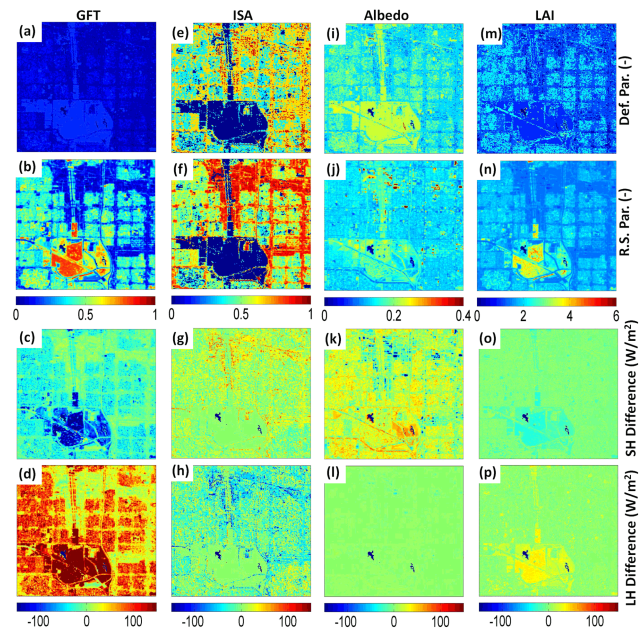 GFT ISA Albedo LAI
(a) (e) (i) (m) Def. Par. (-)
(b) (f) (j) (n) R.S. Par. (-)
0 0.5 1 0 0.5 1 0 0.2 0.4 0 2 4 6
(c) (g) (k) (o) SH Difference (W/m²)
(d) (h) (l) (p) LH Difference (W/m²)
-100 0 100 -100 0 100 -100 0 100 -100 0 100